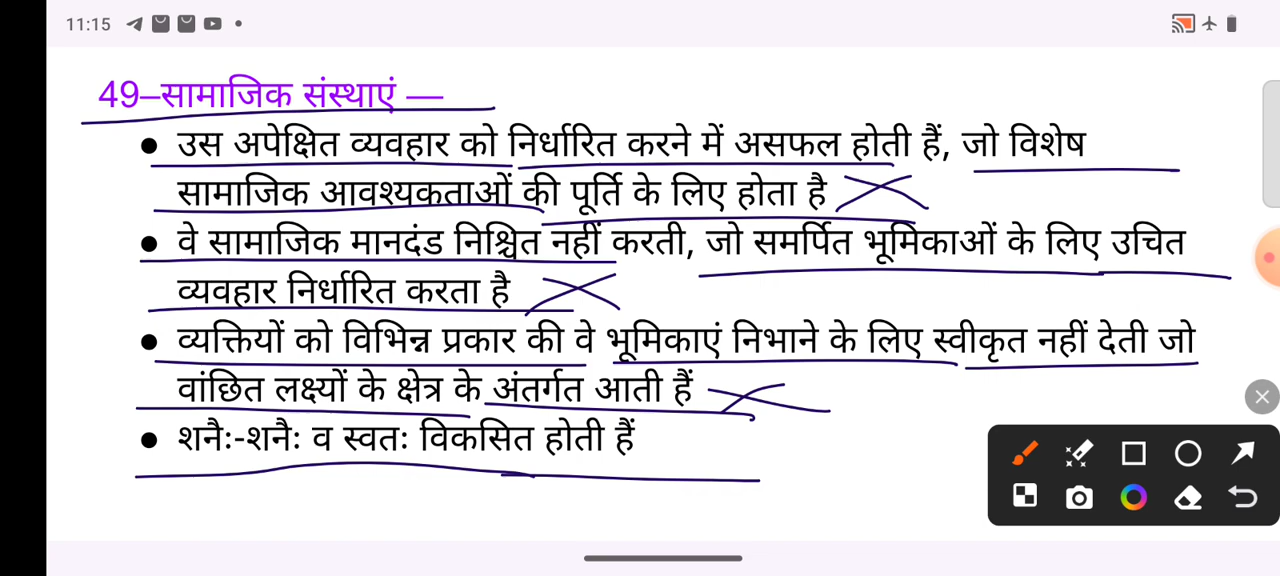 11:15
49–सामाजिक संस्थाएं —
● उस अपेक्षित व्यवहार को निर्धारित करने में असफल होती हैं, जो विशेष
सामाजिक आवश्यकताओं की पूर्ति के लिए होता है
● वे सामाजिक मानदंड निश्चित नहीं करती, जो समर्पित भूमिकाओं के लिए उचित
व्यवहार निर्धारित करता है
● व्यक्तियों को विभिन्न प्रकार की वे भूमिकाएं निभाने के लिए स्वीकृत नहीं देती जो
वांछित लक्ष्यों के क्षेत्र के अंतर्गत आती हैं
● शनैः-शनैः व स्वतः विकसित होती हैं